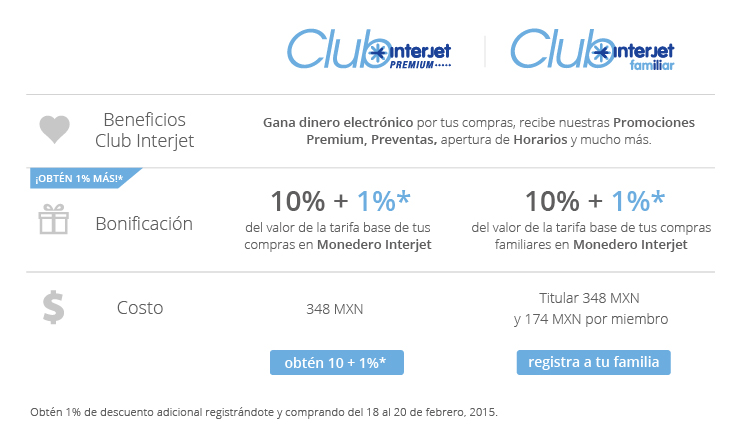 Club interjet PREMIUM
Club interjet familiar
Beneficios
Club Interjet
Gana dinero electrónico por tus compras, recibe nuestras Promociones
Premium, Preventas, apertura de Horarios y mucho más.
¡OBTÉN 1% MÁS!*
Bonificación
10% + 1%*
del valor de la tarifa base de tus
compras en Monedero Interjet
10% + 1%*
del valor de la tarifa base de tus compras
familiares en Monedero Interjet
$
Costo
348 MXN
Titular 348 MXN
y 174 MXN por miembro
obtén 10 + 1%*
registra a tu familia
Obtén 1% de descuento adicional registrándote y comprando del 18 al 20 de febrero, 2015.